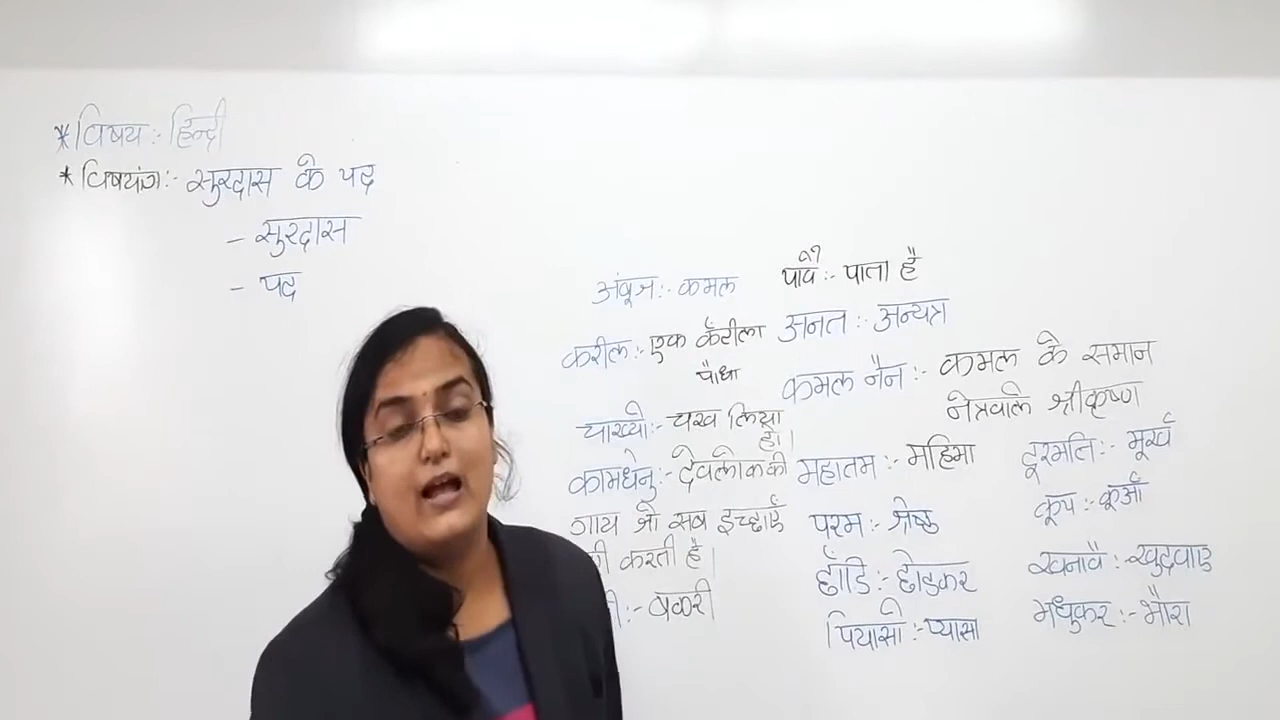 * विषय :- हिन्दी
* विषयांश :- सुरदास के पद
- सुरदास
- पद
अंबुज :- कमल
करील :- एक कँटीला
पौधा
चाख्यो :- चख लिया
हो।
कामधेनु :- देवलोक की
गाय जो सब इच्छाएँ
करती है।
:- बकरी
पावै :- पाता है
अनत :- अन्यत्र
कमल नैन :- कमल के समान
नेत्रवाले श्रीकृष्ण
महातम :- महिमा
परम :- श्रेष्ठ
छाँडि :- छोडकर
पियासो :- प्यासा
दूरमति :- मूर्ख
कूप :- कूआँ
खनावै :- खुदवाए
मधुकर :- भौरा